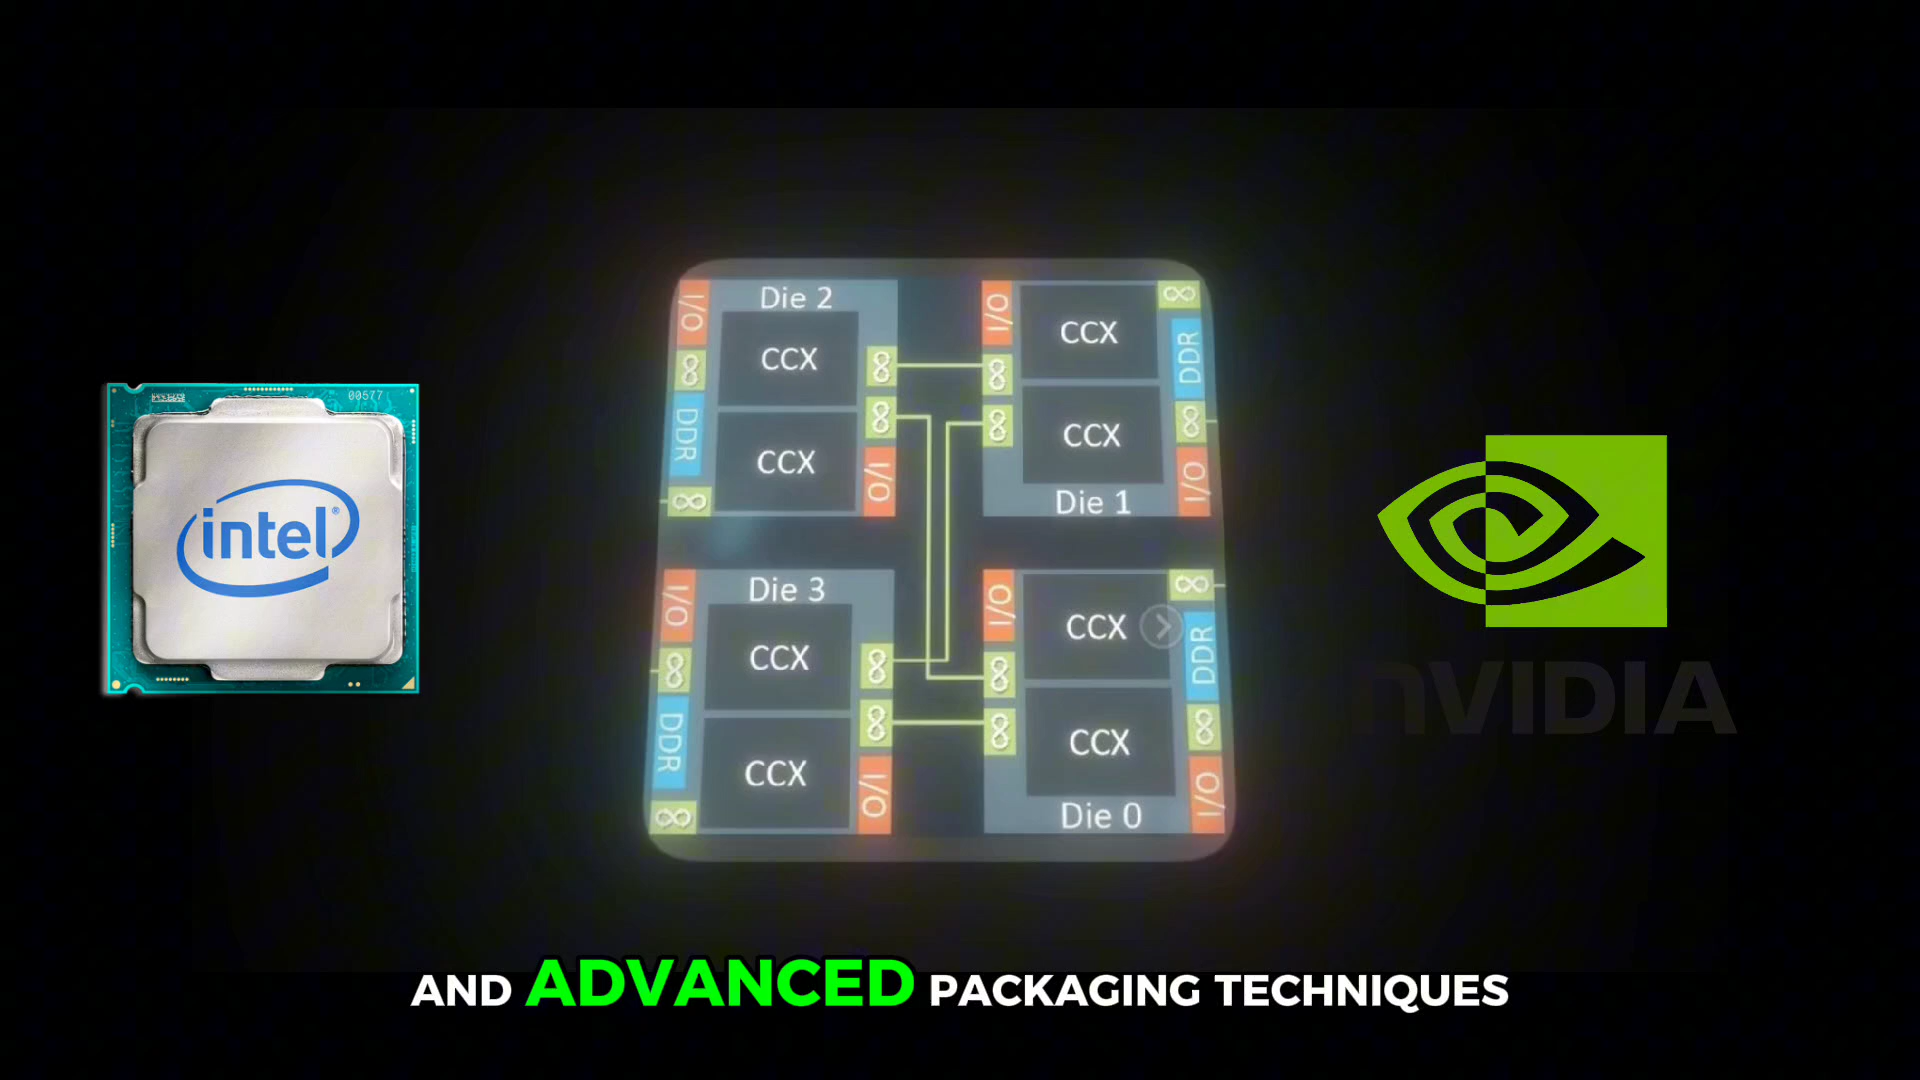 Die 2
I/O
CCX
∞
∞
DDR
∞
CCX
I/O
∞
I/O
CCX
∞
∞
DDR
∞
CCX
∞
I/O
Die 1
00577
intel®
Die 3
I/O
CCX
∞
∞
DDR
∞
CCX
I/O
∞
I/O
CCX
∞
∞
DDR
∞
CCX
∞
I/O
Die 0
nVIDIA
AND ADVANCED PACKAGING TECHNIQUES